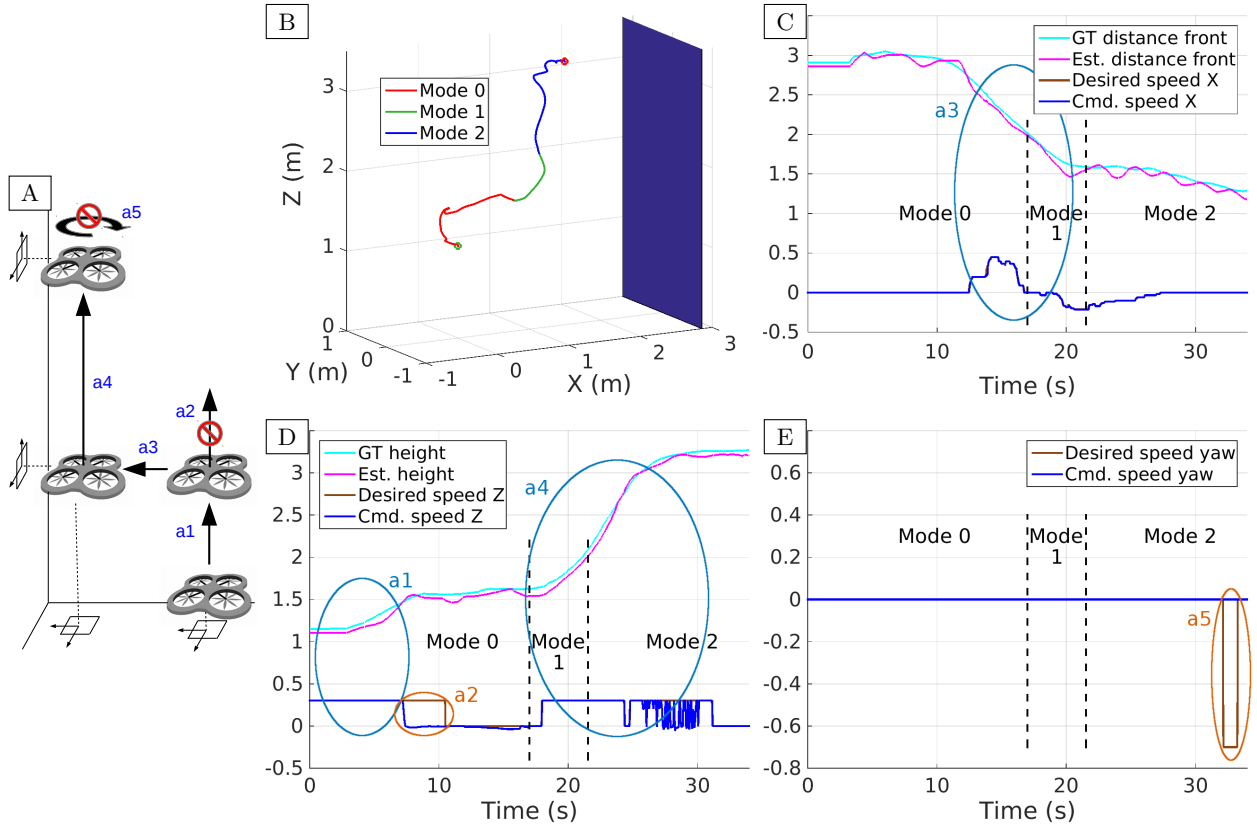 A
a5
a4
a2
a3
a1
B
Mode 0
Mode 1
Mode 2
Z (m)
3
2
1
0
1
0
-1
Y (m)
-1
0
1
2
3
X (m)
C
GT distance front
Est. distance front
Desired speed X
Cmd. speed X
a3
Mode 0
Mode
1
Mode 2
3
2.5
2
1.5
1
0.5
0
-0.5
0
10
20
30
Time (s)
D
GT height
Est. height
Desired speed Z
Cmd. speed Z
a4
a1
a2
Mode 0
Mode
1
Mode 2
3
2.5
2
1.5
1
0.5
0
-0.5
0
10
20
30
Time (s)
E
Desired speed yaw
Cmd. speed yaw
Mode 0
Mode
1
Mode 2
a5
0.6
0.4
0.2
0
-0.2
-0.4
-0.6
-0.8
0
10
20
30
Time (s)